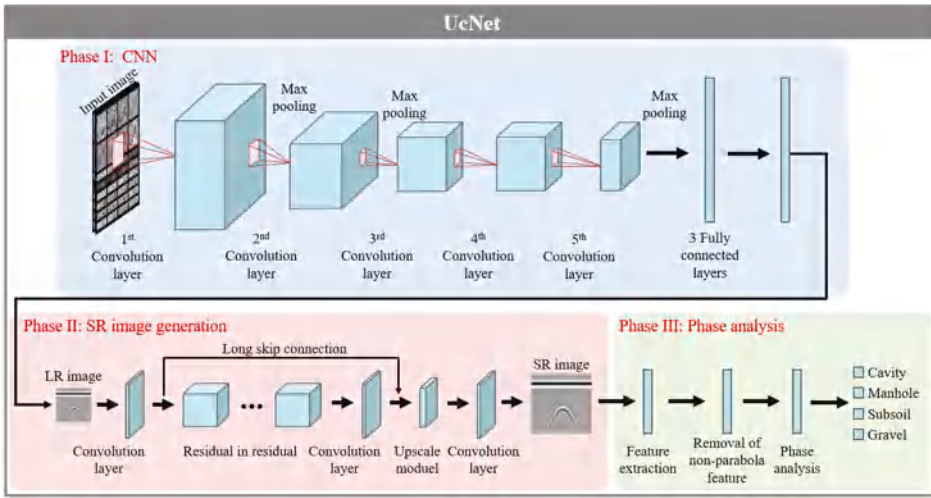 UcNet
Phase I: CNN
Input image
Max
pooling
Max
pooling
Max
pooling
1st
Convolution
layer
2nd
Convolution
layer
3rd
Convolution
layer
4th
Convolution
layer
5th
Convolution
layer
3 Fully
connected
layers
Phase II: SR image generation
Long skip connection
LR image
SR image
Convolution
layer
Residual in residual
Convolution
layer
Upscale
moduel
Convolution
layer
Phase III: Phase analysis
Feature
extraction
Removal of
non-parabola
feature
Phase
analysis
Cavity
Manhole
Subsoil
Gravel